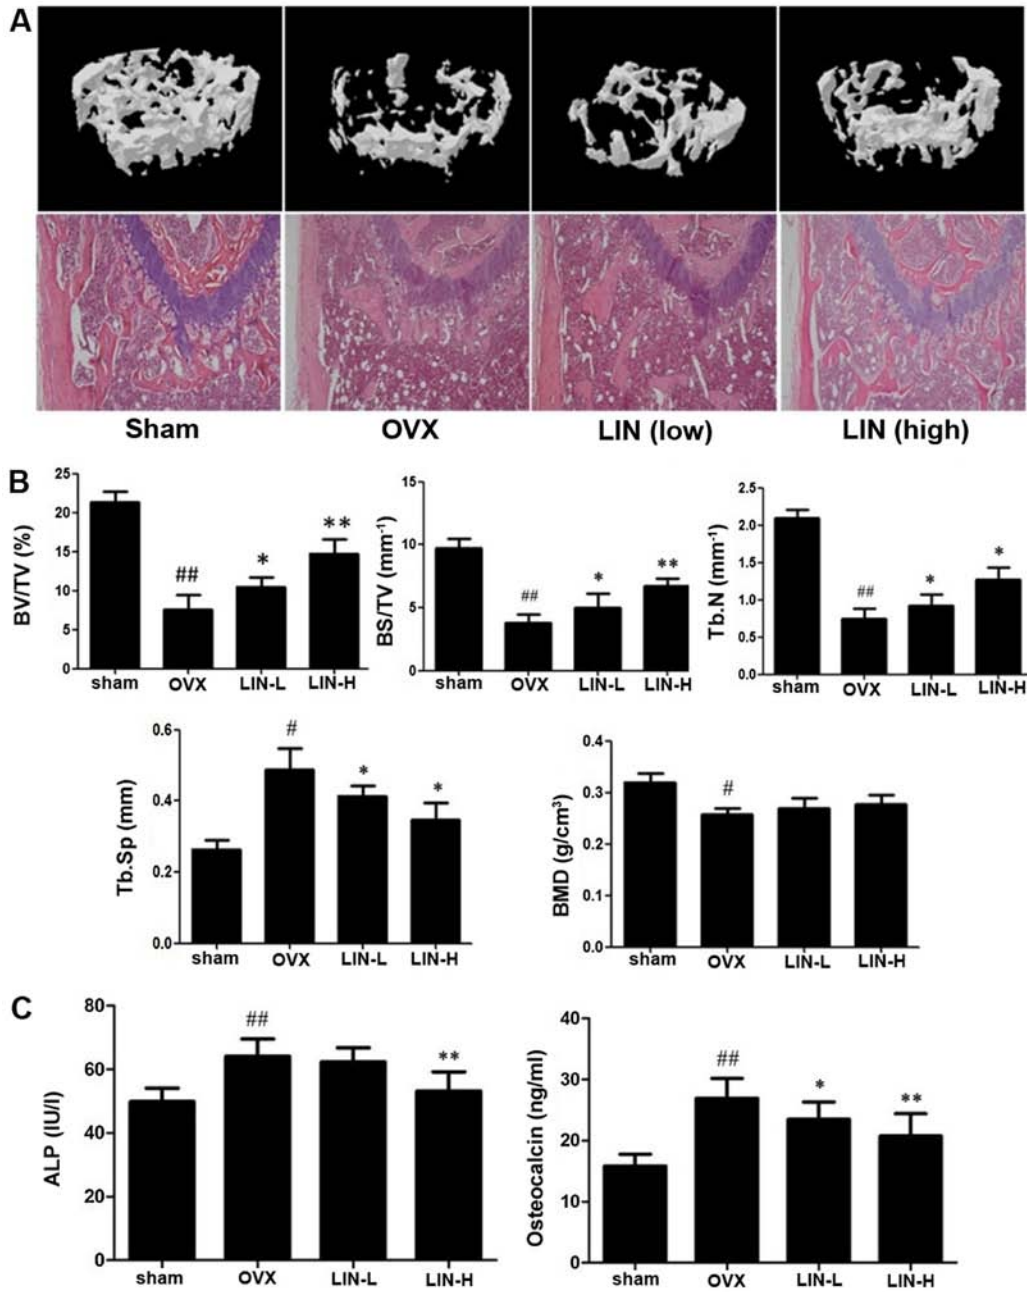 A
Sham OVX LIN (low) LIN (high)
B
BV/TV (%)
25
20
15
10
5
0
##
*
**
sham OVX LIN-L LIN-H
BS/TV (mm-1)
15
10
5
0
##
*
**
sham OVX LIN-L LIN-H
Tb.N (mm-1)
2.5
2.0
1.5
1.0
0.5
0.0
##
*
*
sham OVX LIN-L LIN-H
Tb.Sp (mm)
0.6
0.4
0.2
0.0
#
*
*
sham OVX LIN-L LIN-H
BMD (g/cm³)
0.4
0.3
0.2
0.1
0.0
#
sham OVX LIN-L LIN-H
C
ALP (IU/l)
80
60
40
20
0
##
**
sham OVX LIN-L LIN-H
Osteocalcin (ng/ml)
40
30
20
10
0
##
*
**
sham OVX LIN-L LIN-H